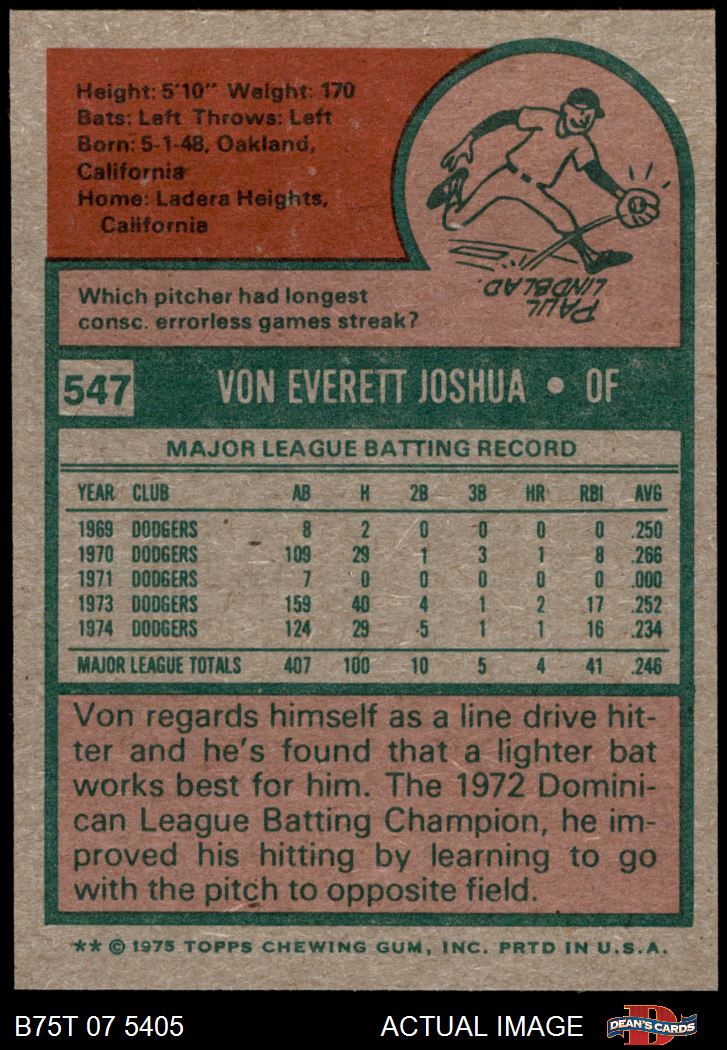 Height: 5'10" Weight: 170
Bats: Left Throws: Left
Born: 5-1-48, Oakland,
California
Home: Ladera Heights,
California
PAUL
LINDBLAD.
Which pitcher had longest
consc. errorless games streak?
547 VON EVERETT JOSHUA • OF
MAJOR LEAGUE BATTING RECORD
YEAR CLUB AB H 2B 3B HR RBI AVG
1969 DODGERS 8 2 0 0 0 0 .250
1970 DODGERS 109 29 1 3 1 8 .266
1971 DODGERS 7 0 0 0 0 0 .000
1973 DODGERS 159 40 4 1 2 17 .252
1974 DODGERS 124 29 5 1 1 16 .234
MAJOR LEAGUE TOTALS 407 100 10 5 4 41 .246
Von regards himself as a line drive hit-
ter and he's found that a lighter bat
works best for him. The 1972 Domini-
can League Batting Champion, he im-
proved his hitting by learning to go
with the pitch to opposite field.
** © 1975 TOPPS CHEWING GUM, INC. PRTD IN U.S.A.
B75T 07 5405 ACTUAL IMAGE D DEAN'S CARDS